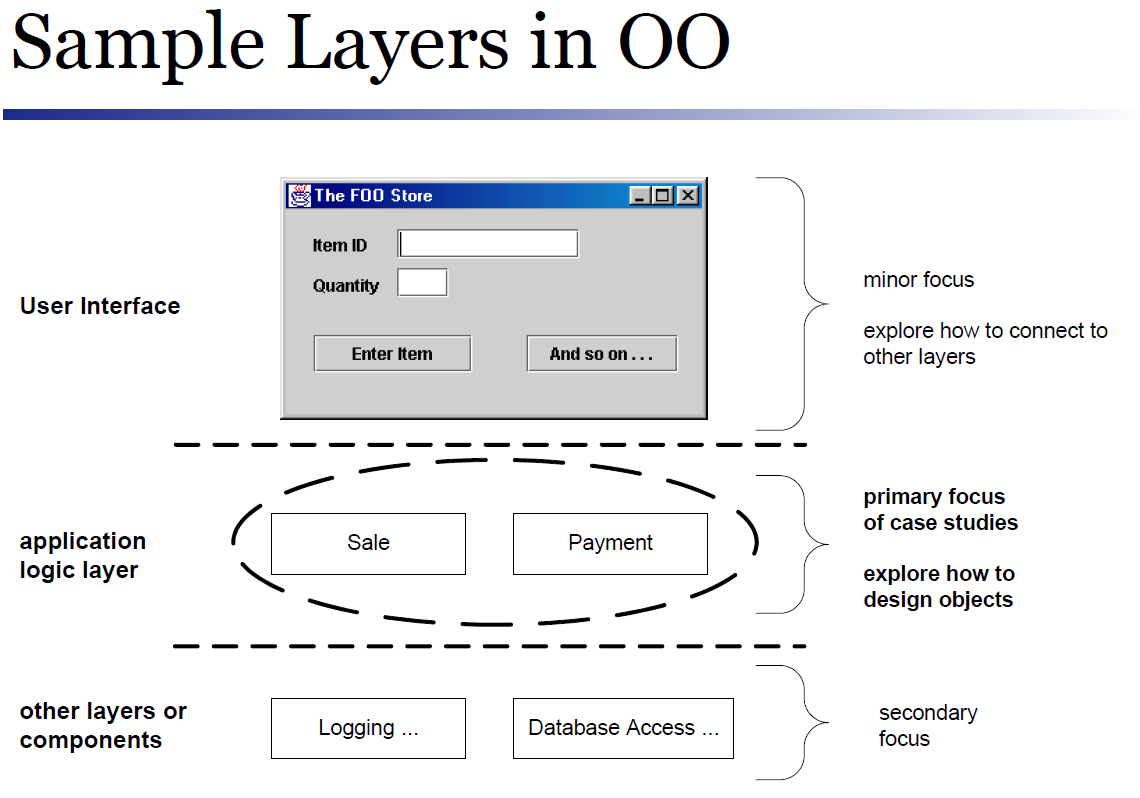 Sample Layers in OO
The FOO Store
Item ID
Quantity
Enter Item
And so on . . .
User Interface
minor focus
explore how to connect to
other layers
application
logic layer
Sale
Payment
primary focus
of case studies
explore how to
design objects
other layers or
components
Logging ...
Database Access ...
secondary
focus